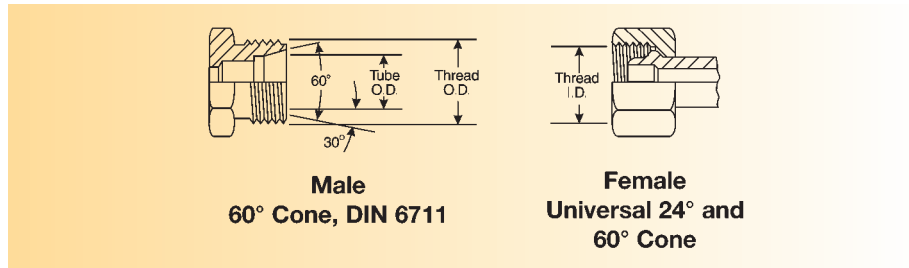 60°
Tube
O.D.
Thread
O.D.
30°
Thread
I.D.
Male
60° Cone, DIN 6711
Female
Universal 24° and
60° Cone